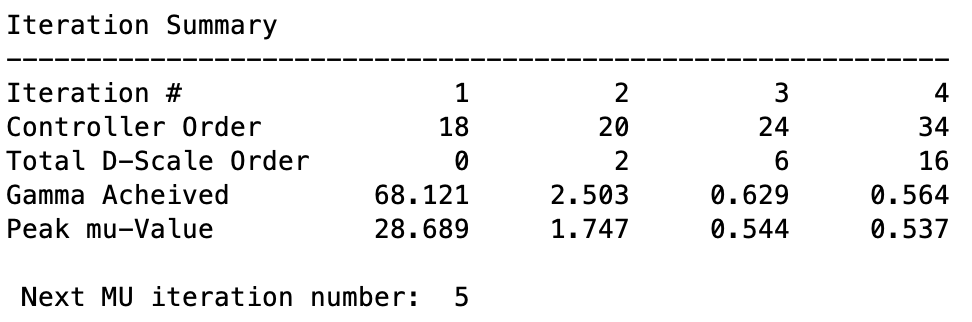 Iteration Summary
-----------------------------------------------------------
Iteration # 1 2 3 4
Controller Order 18 20 24 34
Total D-Scale Order 0 2 6 16
Gamma Acheived 68.121 2.503 0.629 0.564
Peak mu-Value 28.689 1.747 0.544 0.537
Next MU iteration number: 5